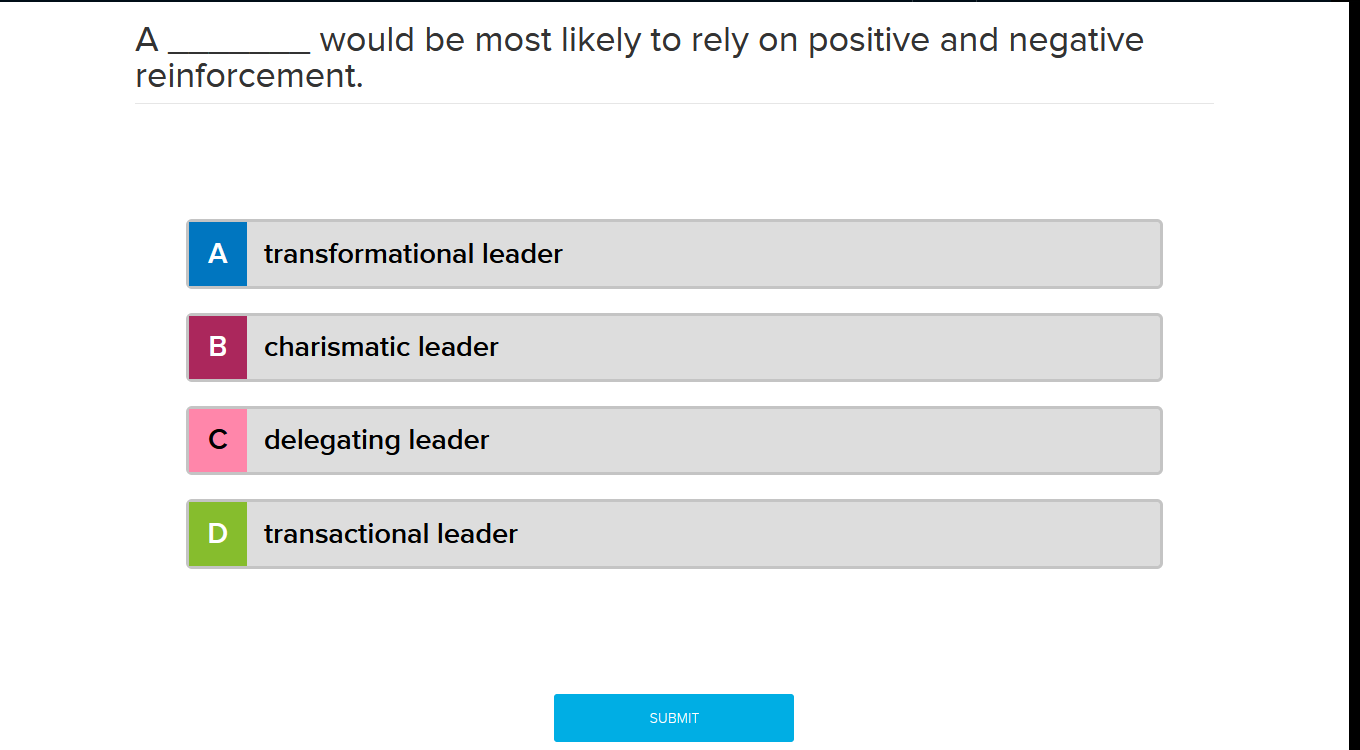 A ________ would be most likely to rely on positive and negative
reinforcement.
A transformational leader
B charismatic leader
C delegating leader
D transactional leader
SUBMIT